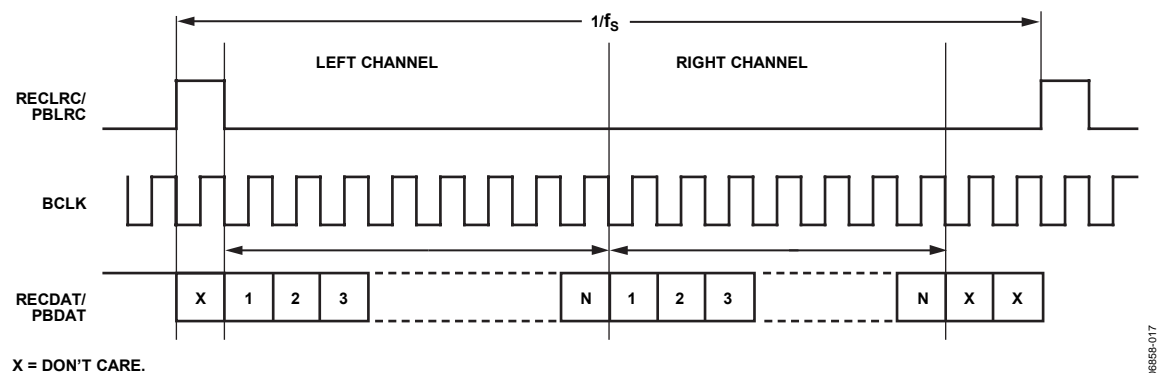 1/fS
LEFT CHANNEL RIGHT CHANNEL
RECLRC/
PBLRC
BCLK
RECDAT/
PBDAT
X 1 2 3 N 1 2 3 N X X
X = DON'T CARE.
06858-017